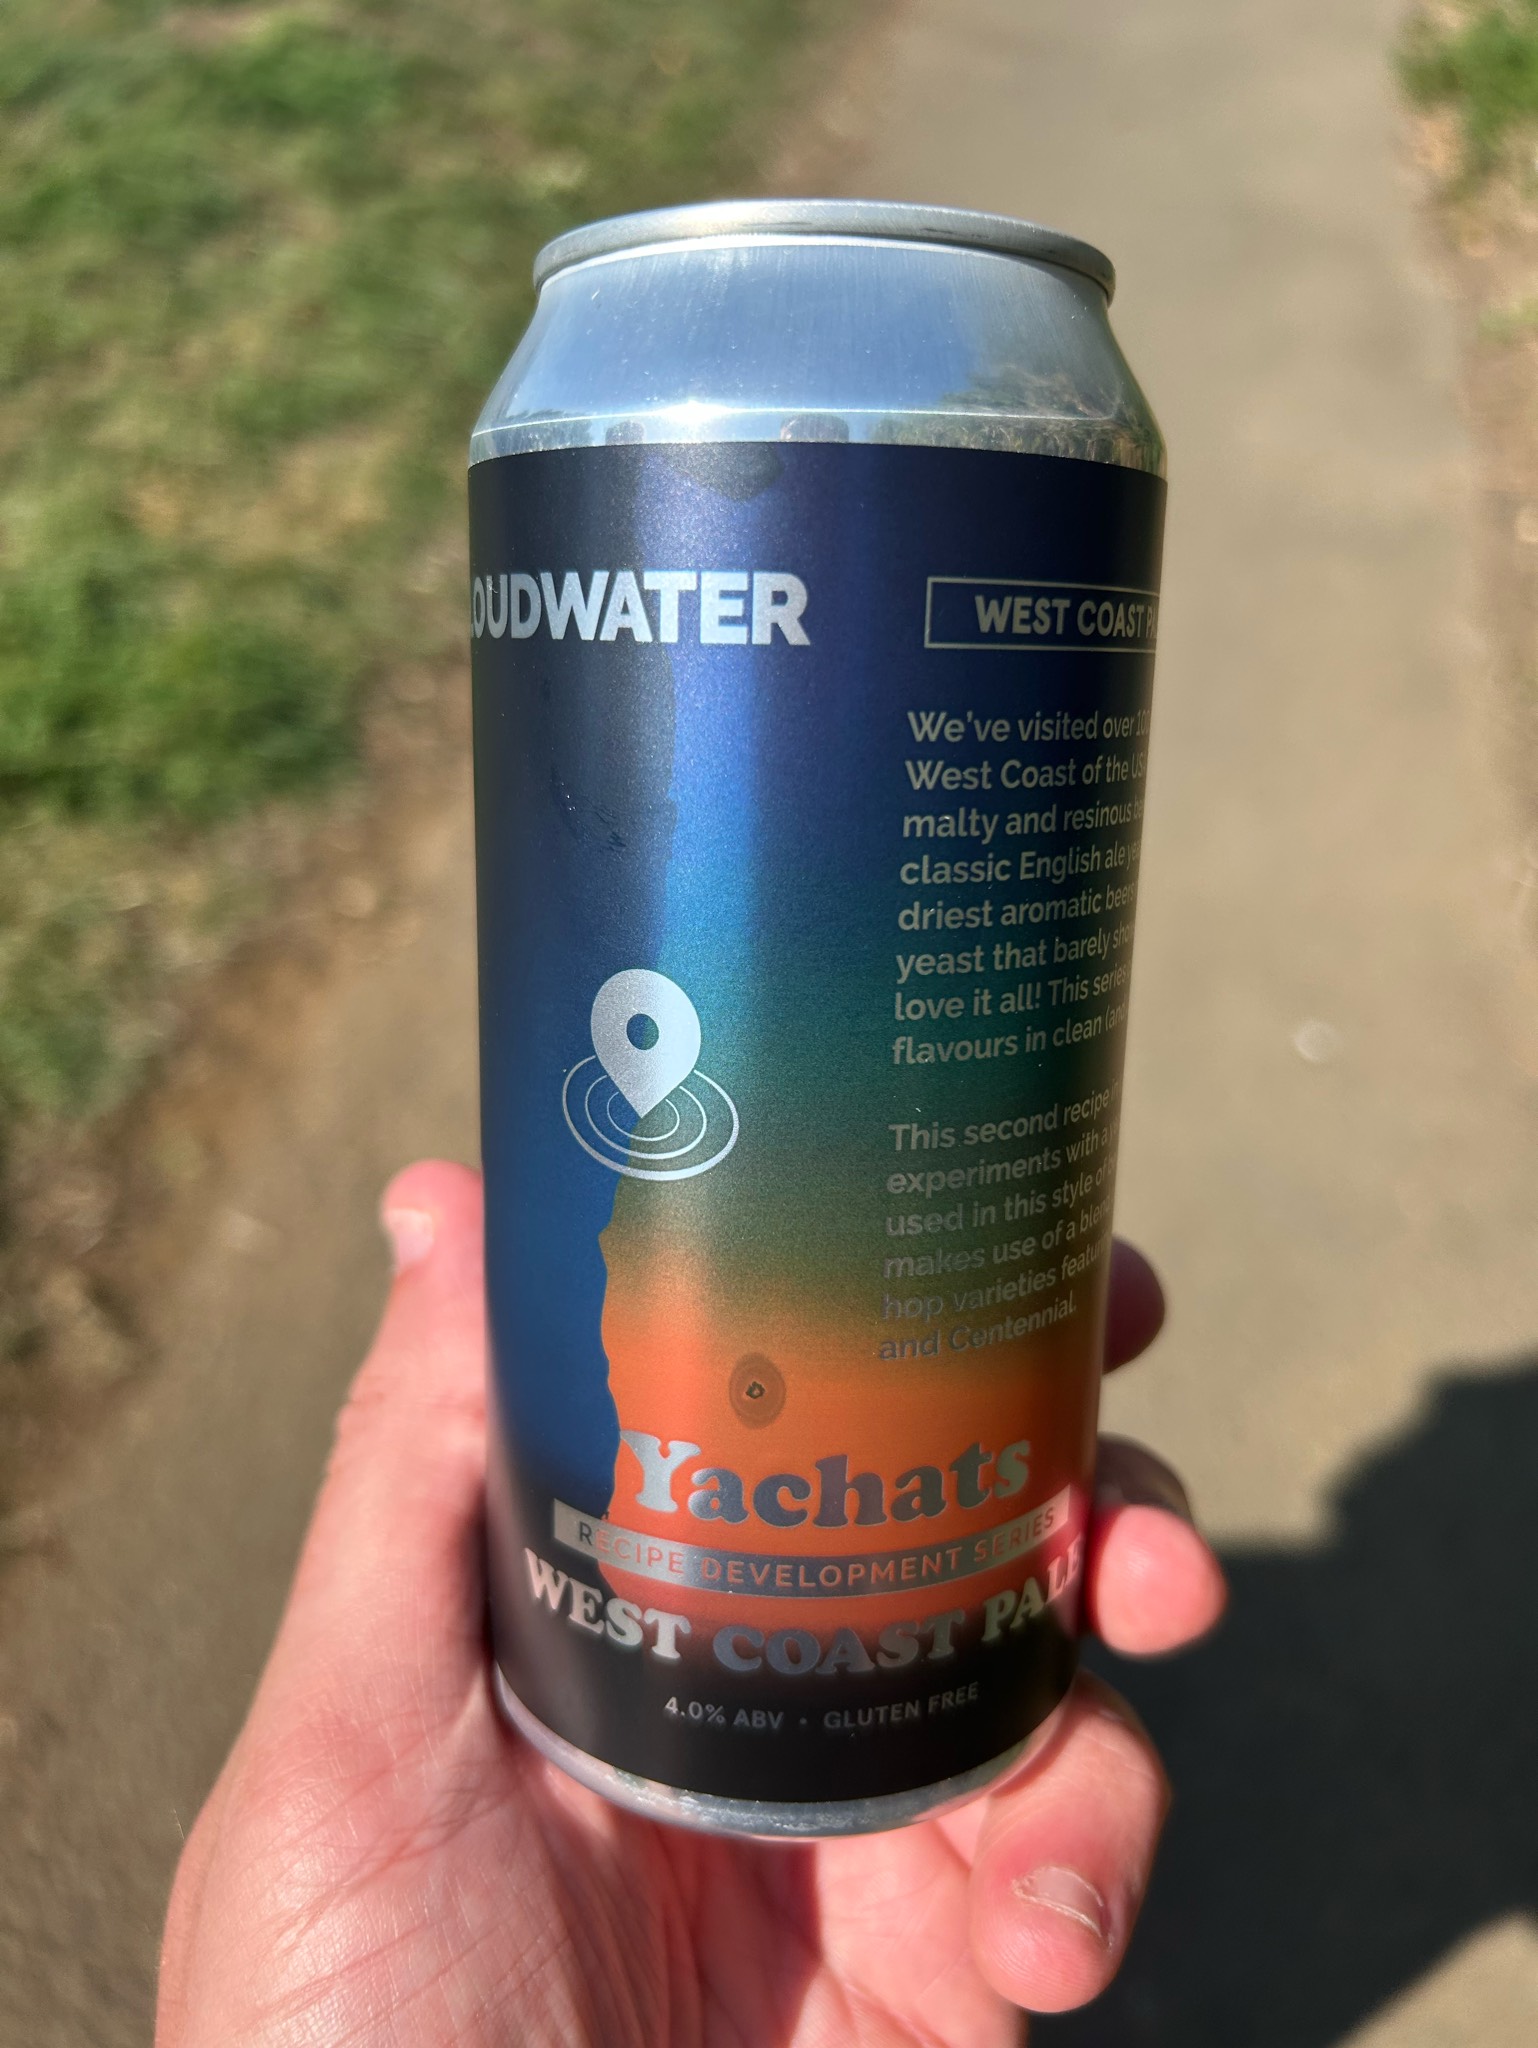 LOUDWATER
WEST COAST
We've visited over
West Coast of the
malty and resinous
classic English ale
driest aromatic beers
yeast that barely
love it all! This series
flavours in clean
This second recipe
experiments with a
used in this style of
makes use of a blend
hop varieties
and Centennial.
Yachats
RECIPE DEVELOPMENT SERIES
WEST COAST PALE
4.0% ABV • GLUTEN FREE